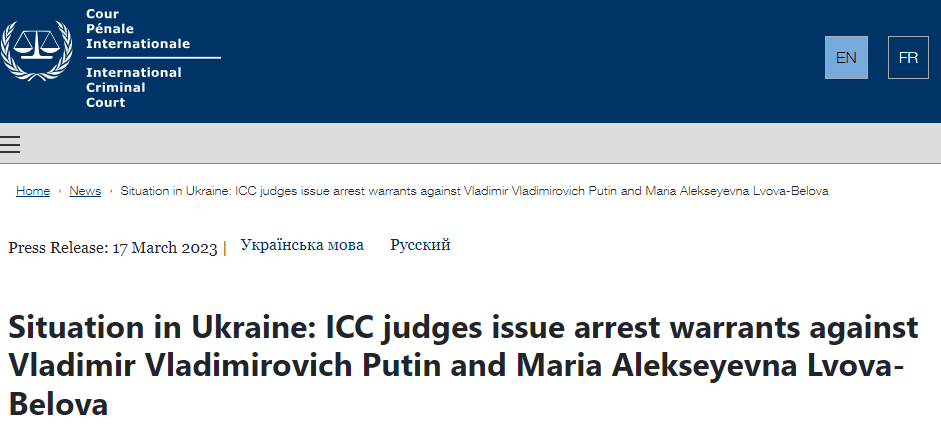 Cour
Pénale
Internationale
International
Criminal
Court
EN FR
Home › News › Situation in Ukraine: ICC judges issue arrest warrants against Vladimir Vladimirovich Putin and Maria Alekseyevna Lvova-Belova
Press Release: 17 March 2023 | Українська мова Русский
Situation in Ukraine: ICC judges issue arrest warrants against
Vladimir Vladimirovich Putin and Maria Alekseyevna Lvova-
Belova